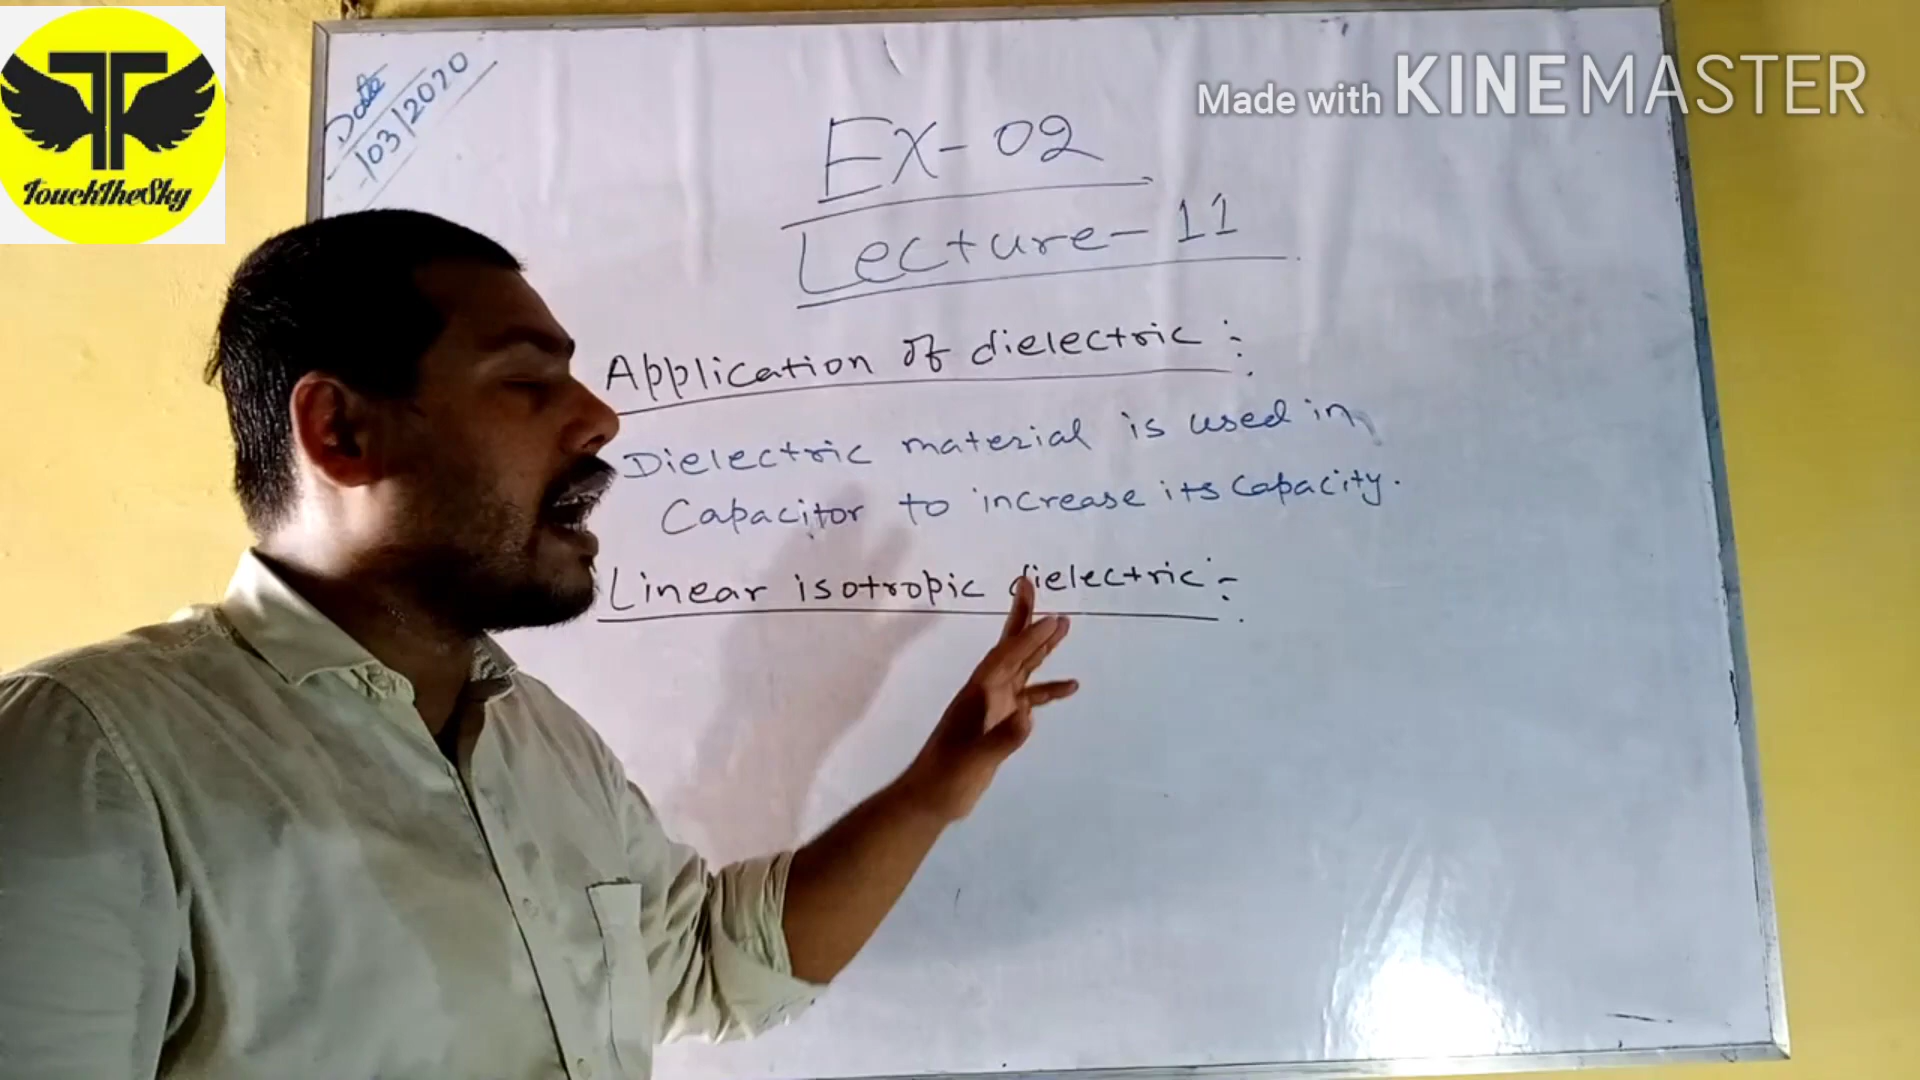 TouchTheSky
Made with KINEMASTER
Date
/03/2020
Ex-02
Lecture-11
Application of dielectric:-
Dielectric material is used in
Capacitor to increase its capacity.
Linear isotropic dielectric:-